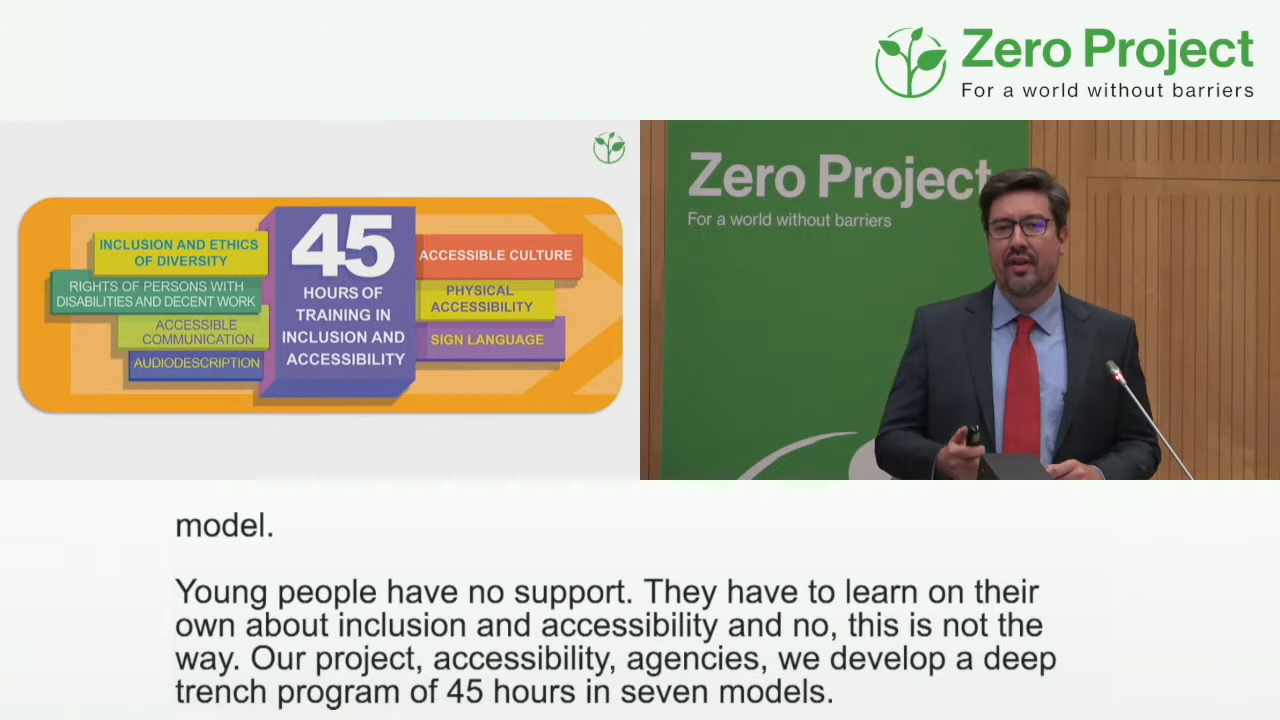 Zero Project
For a world without barriers
INCLUSION AND ETHICS
OF DIVERSITY
RIGHTS OF PERSONS WITH
DISABILITIES AND DECENT WORK
ACCESSIBLE
COMMUNICATION
AUDIODESCRIPTION
45
HOURS OF
TRAINING IN
INCLUSION AND
ACCESSIBILITY
ACCESSIBLE CULTURE
PHYSICAL
ACCESSIBILITY
SIGN LANGUAGE
Zero Project
For a world without barriers
model.
Young people have no support. They have to learn on their
own about inclusion and accessibility and no, this is not the
way. Our project, accessibility, agencies, we develop a deep
trench program of 45 hours in seven models.